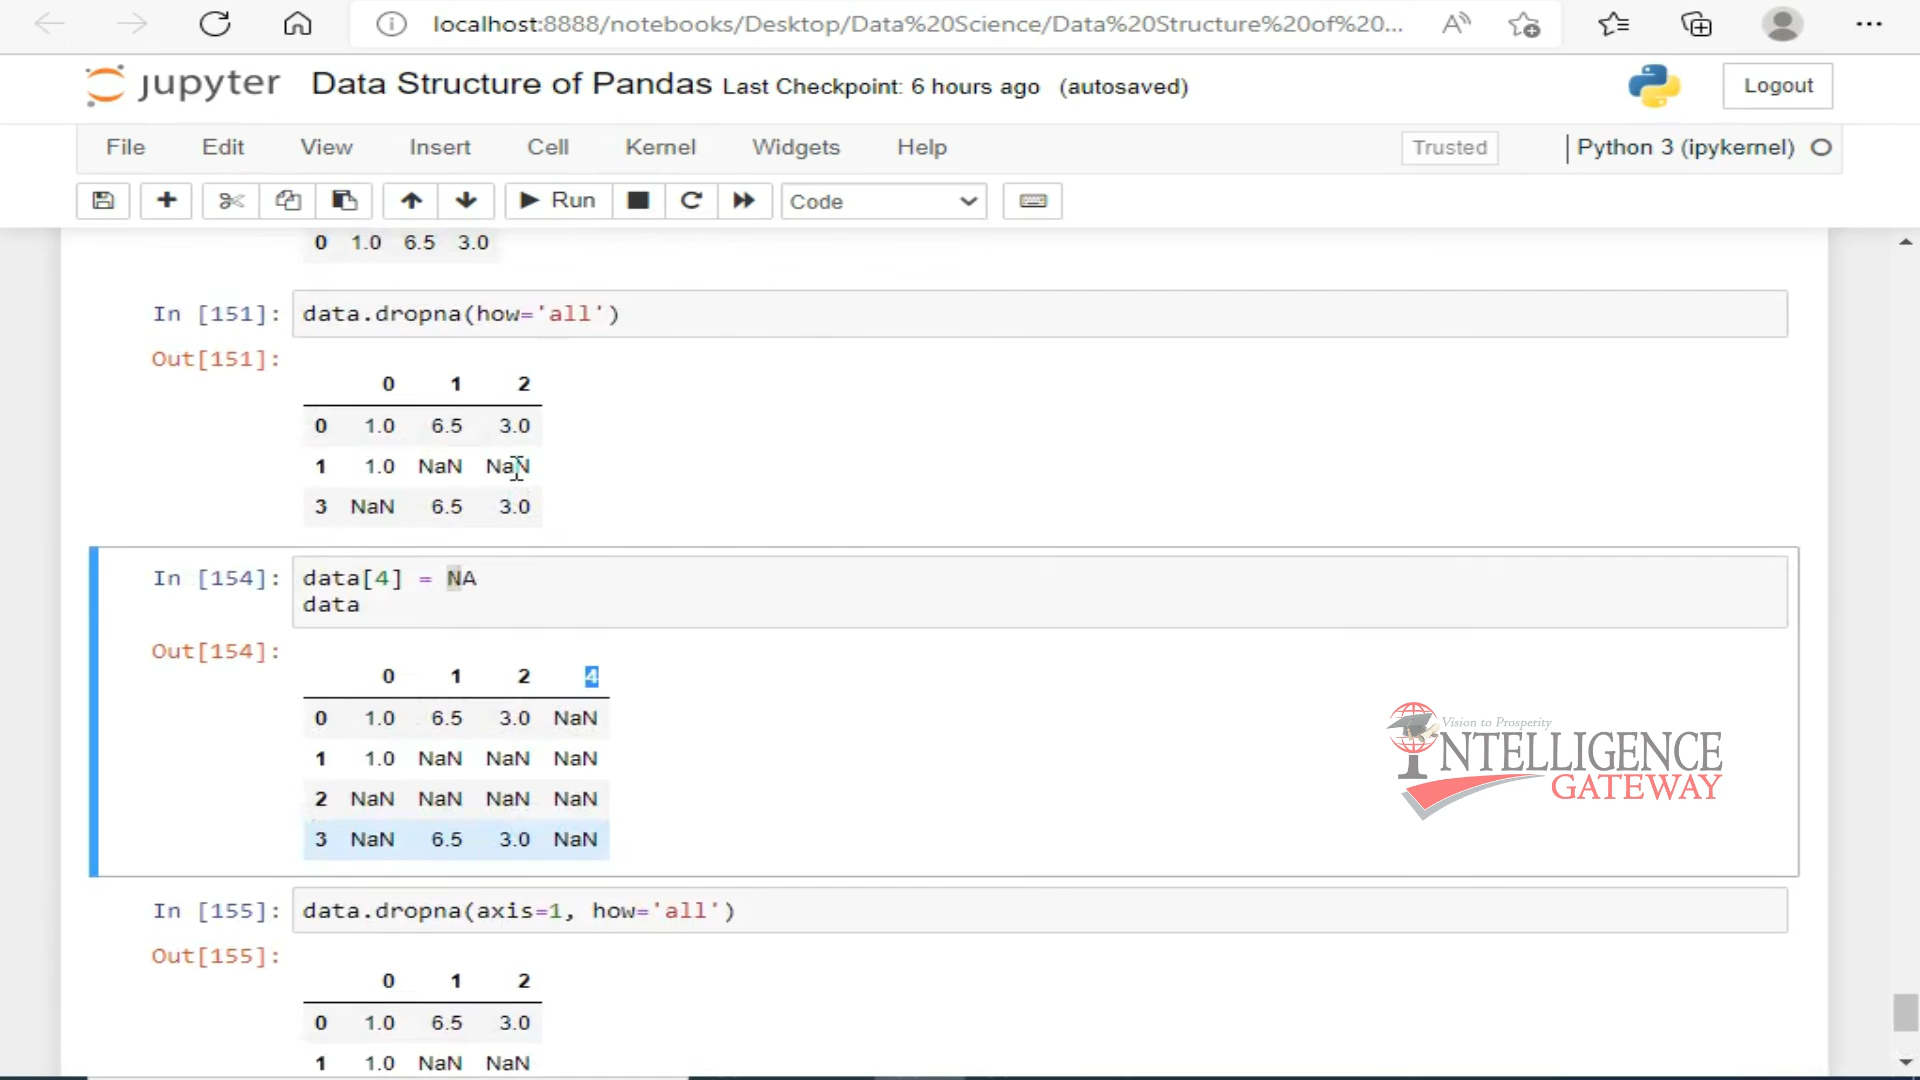 localhost:8888/notebooks/Desktop/Data%20Science/Data%20Structure%20of%20...
jupyter Data Structure of Pandas Last Checkpoint: 6 hours ago (autosaved) Logout
File Edit View Insert Cell Kernel Widgets Help Trusted Python 3 (ipykernel)
Run Code
0 1.0 6.5 3.0
In [151]: data.dropna(how='all')
Out[151]:
0 1 2
0 1.0 6.5 3.0
1 1.0 NaN NaN
3 NaN 6.5 3.0
In [154]: data[4] = NA
data
Out[154]:
0 1 2 4
0 1.0 6.5 3.0 NaN
1 1.0 NaN NaN NaN
2 NaN NaN NaN NaN
3 NaN 6.5 3.0 NaN
Vision to Prosperity
INTELLIGENCE
GATEWAY
In [155]: data.dropna(axis=1, how='all')
Out[155]:
0 1 2
0 1.0 6.5 3.0
1 1.0 NaN NaN